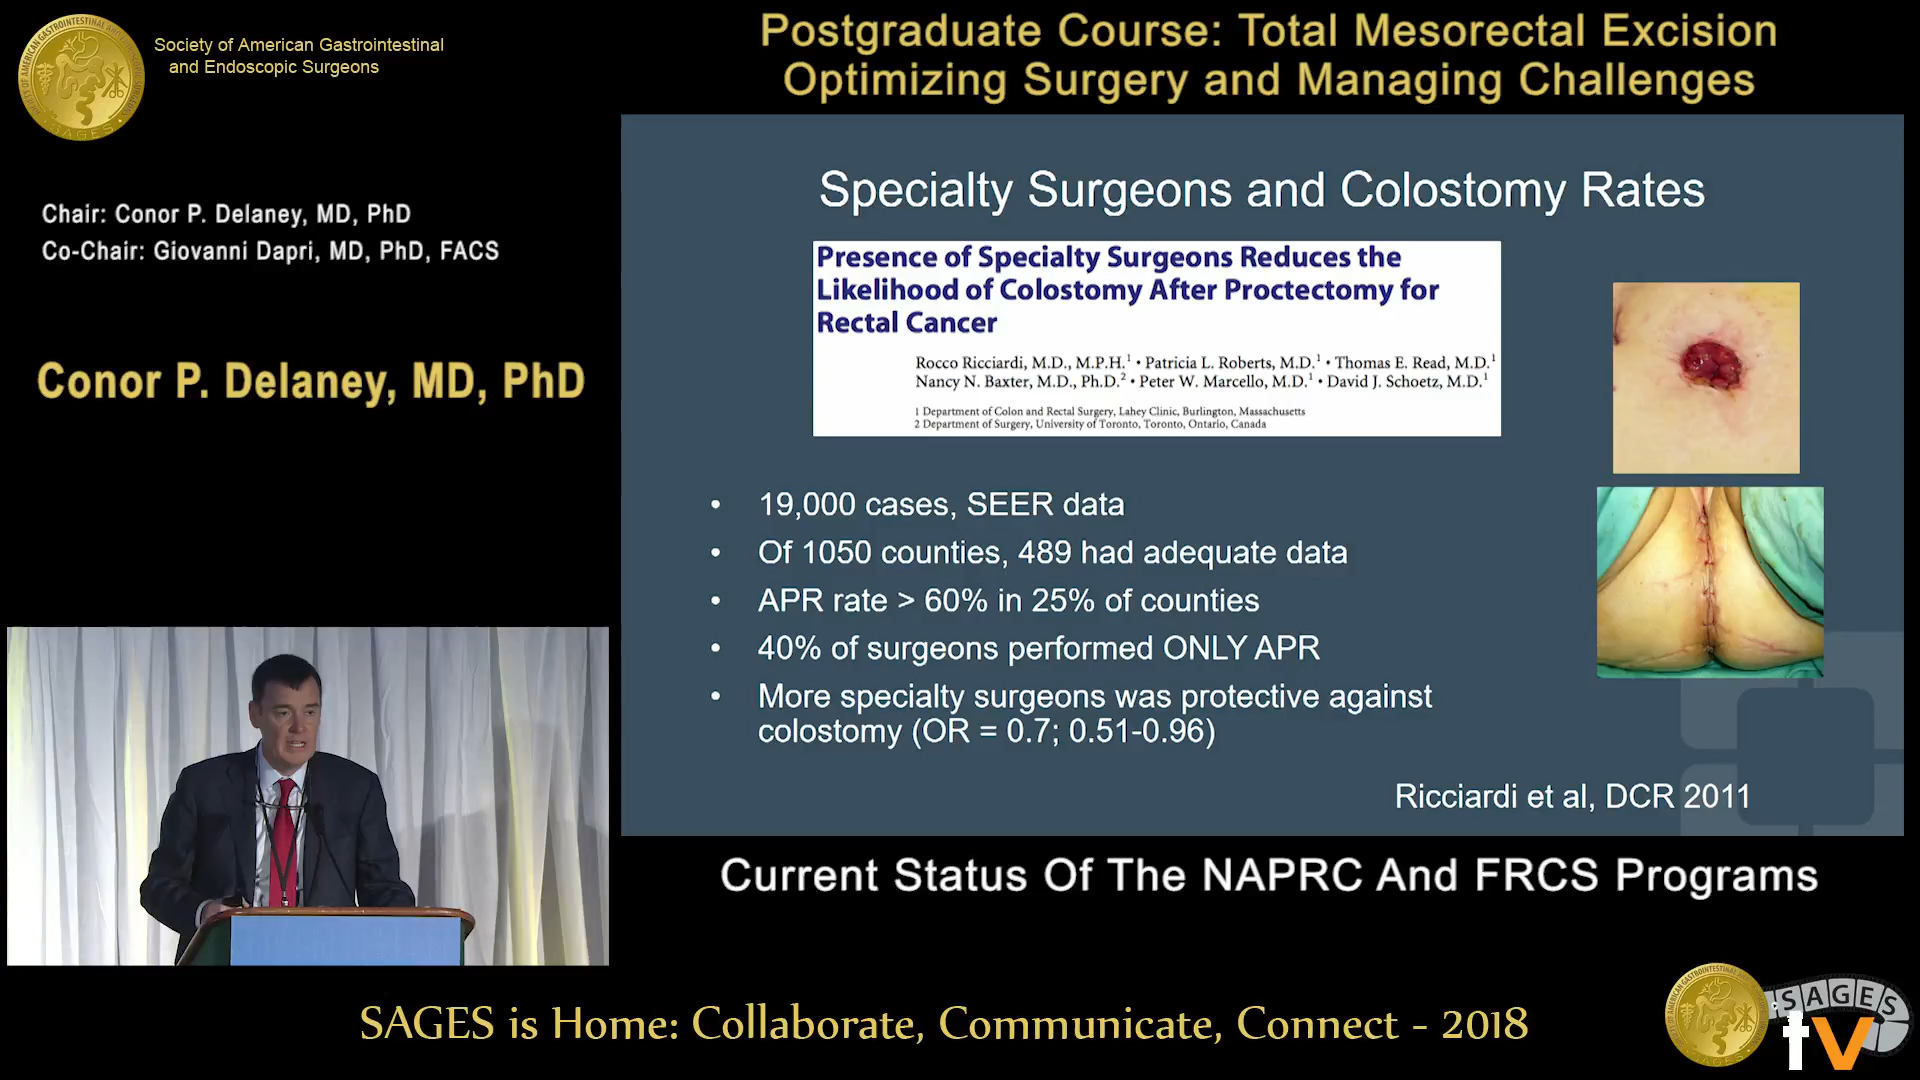 Society of American Gastrointestinal
and Endoscopic Surgeons
Postgraduate Course: Total Mesorectal Excision
Optimizing Surgery and Managing Challenges
Chair: Conor P. Delaney, MD, PhD
Co-Chair: Giovanni Dapri, MD, PhD, FACS
Conor P. Delaney, MD, PhD
Specialty Surgeons and Colostomy Rates
Presence of Specialty Surgeons Reduces the
Likelihood of Colostomy After Proctectomy for
Rectal Cancer
Rocco Ricciardi, M.D., M.P.H.¹ • Patricia L. Roberts, M.D.¹ • Thomas E. Read, M.D.¹
Nancy N. Baxter, M.D., Ph.D.² • Peter W. Marcello, M.D.¹ • David J. Schoetz, M.D.¹
1 Department of Colon and Rectal Surgery, Lahey Clinic, Burlington, Massachusetts
2 Department of Surgery, University of Toronto, Toronto, Ontario, Canada
• 19,000 cases, SEER data
• Of 1050 counties, 489 had adequate data
• APR rate > 60% in 25% of counties
• 40% of surgeons performed ONLY APR
• More specialty surgeons was protective against
colostomy (OR = 0.7; 0.51-0.96)
Ricciardi et al, DCR 2011
Current Status Of The NAPRC And FRCS Programs
SAGES is Home: Collaborate, Communicate, Connect - 2018
SAGES
tv